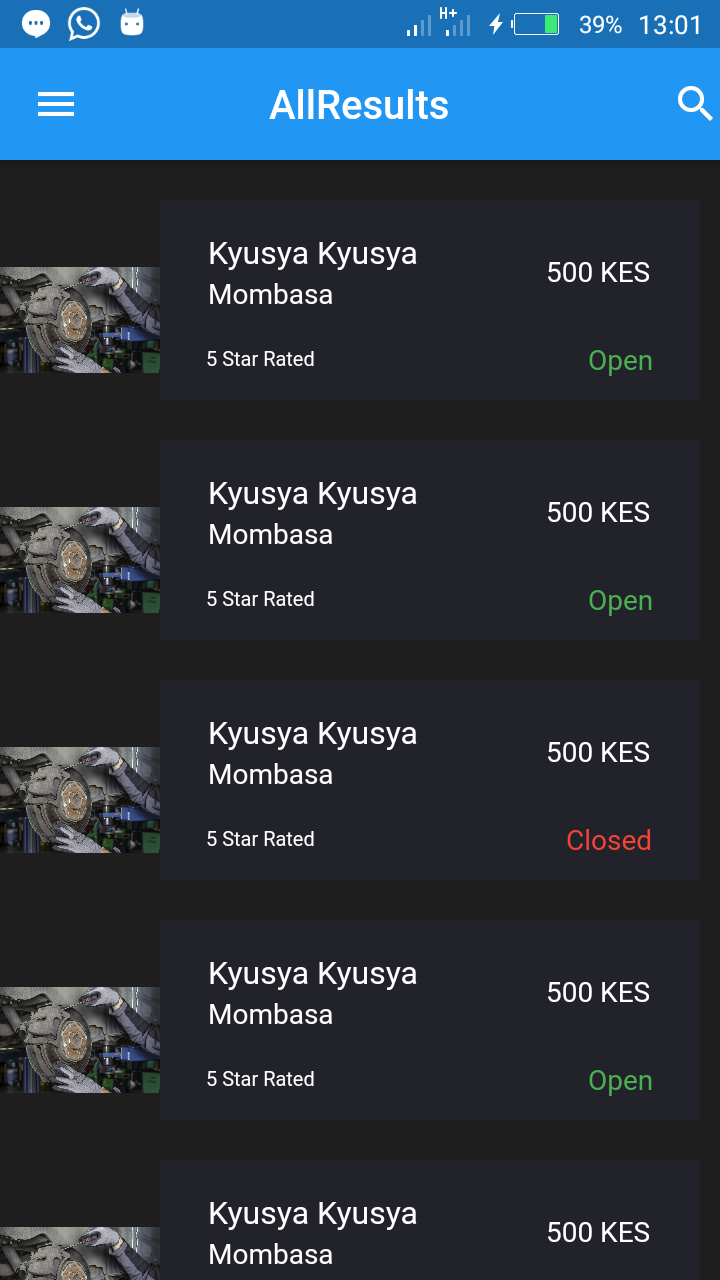 H+ 39% 13:01
AllResults
Kyusya Kyusya
500 KES
Mombasa
5 Star Rated
Open
Kyusya Kyusya
500 KES
Mombasa
5 Star Rated
Open
Kyusya Kyusya
500 KES
Mombasa
5 Star Rated
Closed
Kyusya Kyusya
500 KES
Mombasa
5 Star Rated
Open
Kyusya Kyusya
500 KES
Mombasa